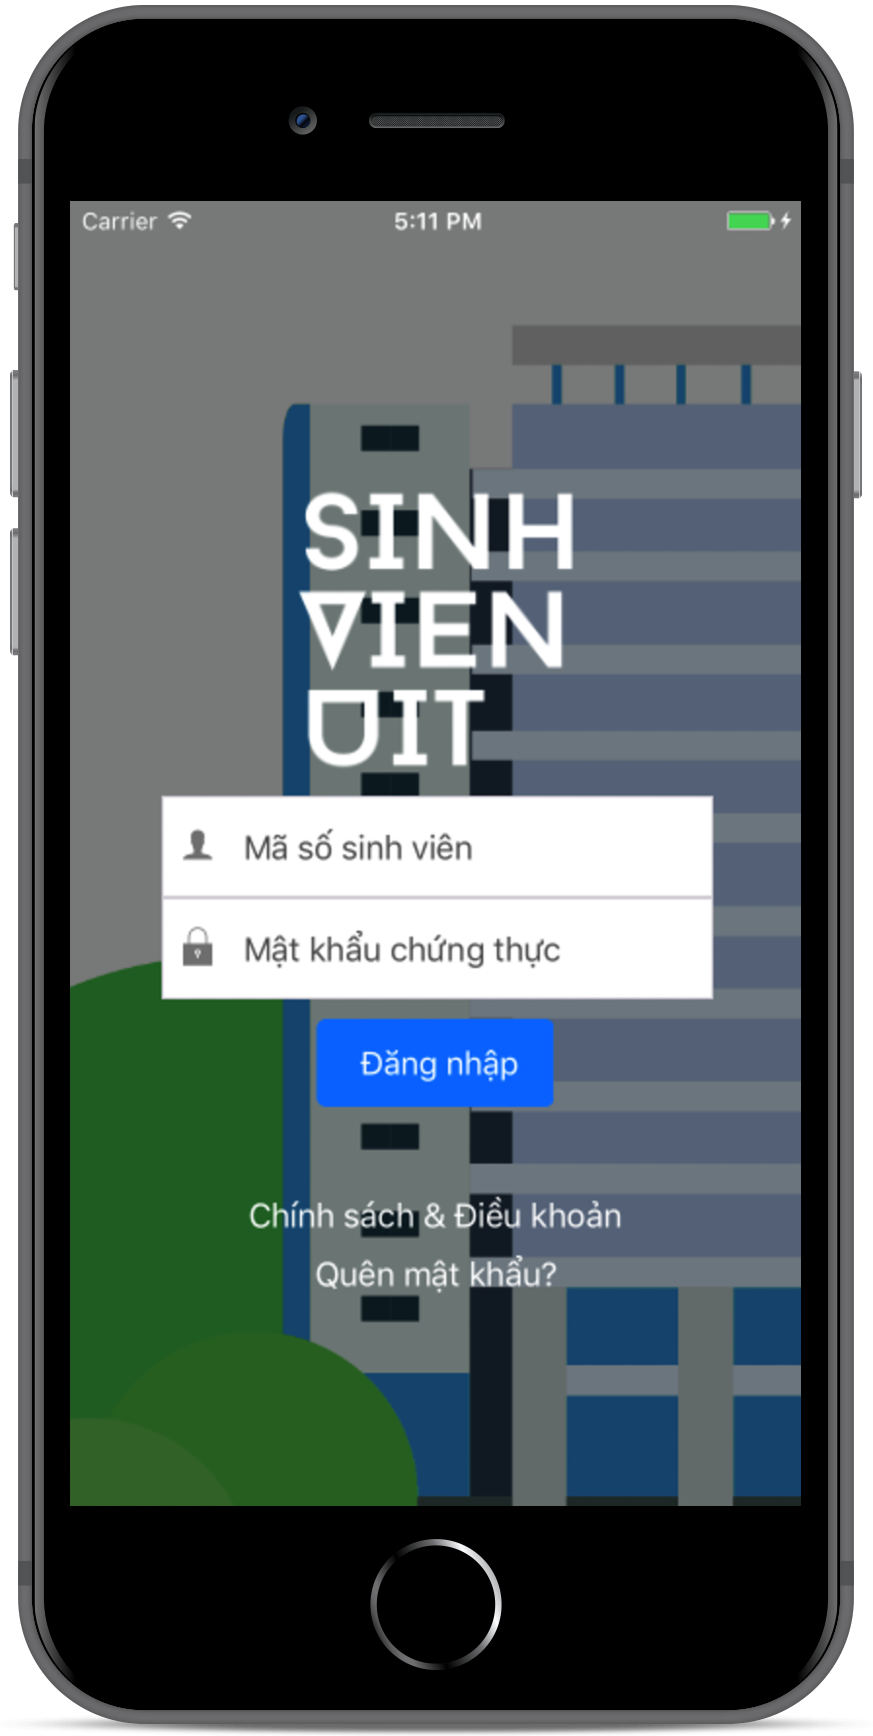 Carrier 5:11 PM
SINH
VIEN
UIT
Mã số sinh viên
Mật khẩu chứng thực
Đăng nhập
Chính sách & Điều khoản
Quên mật khẩu?